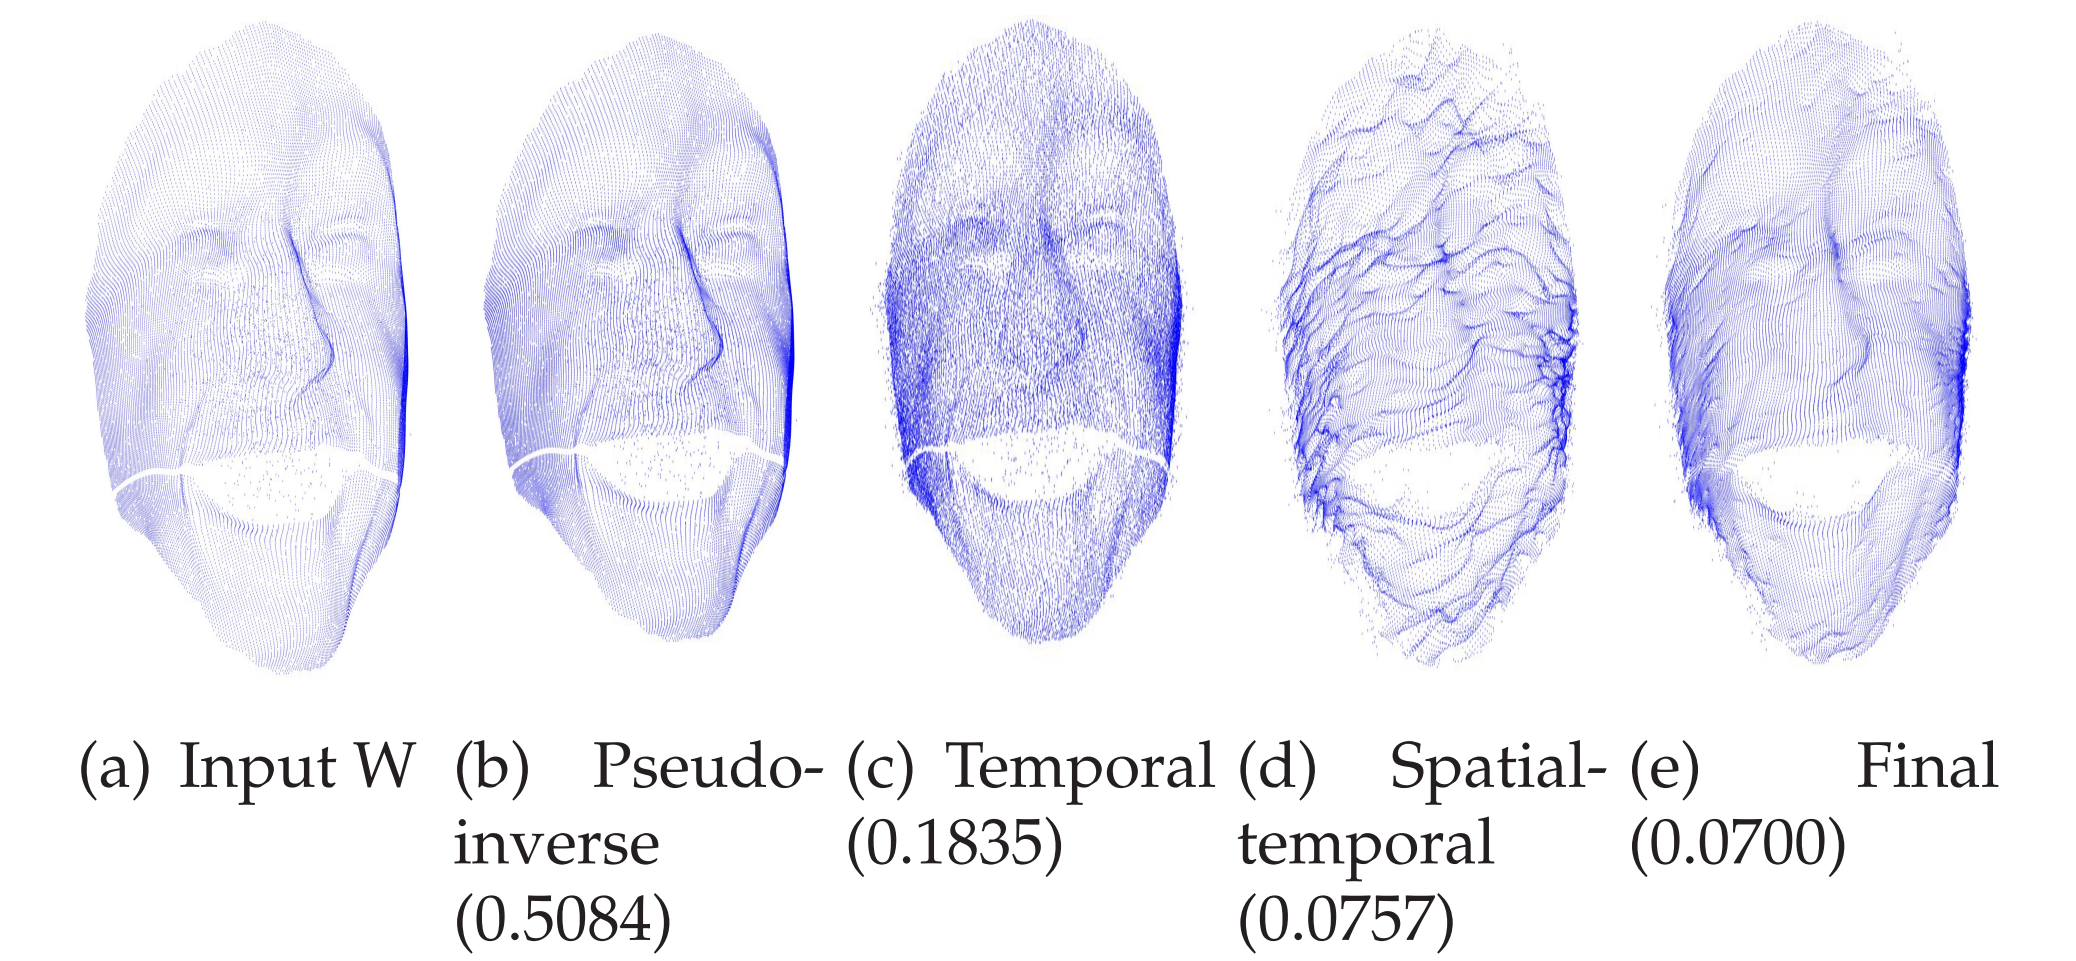 (a) Input W
(b) Pseudo-
inverse
(0.5084)
(c) Temporal
(0.1835)
(d) Spatial-
temporal
(0.0757)
(e) Final
(0.0700)